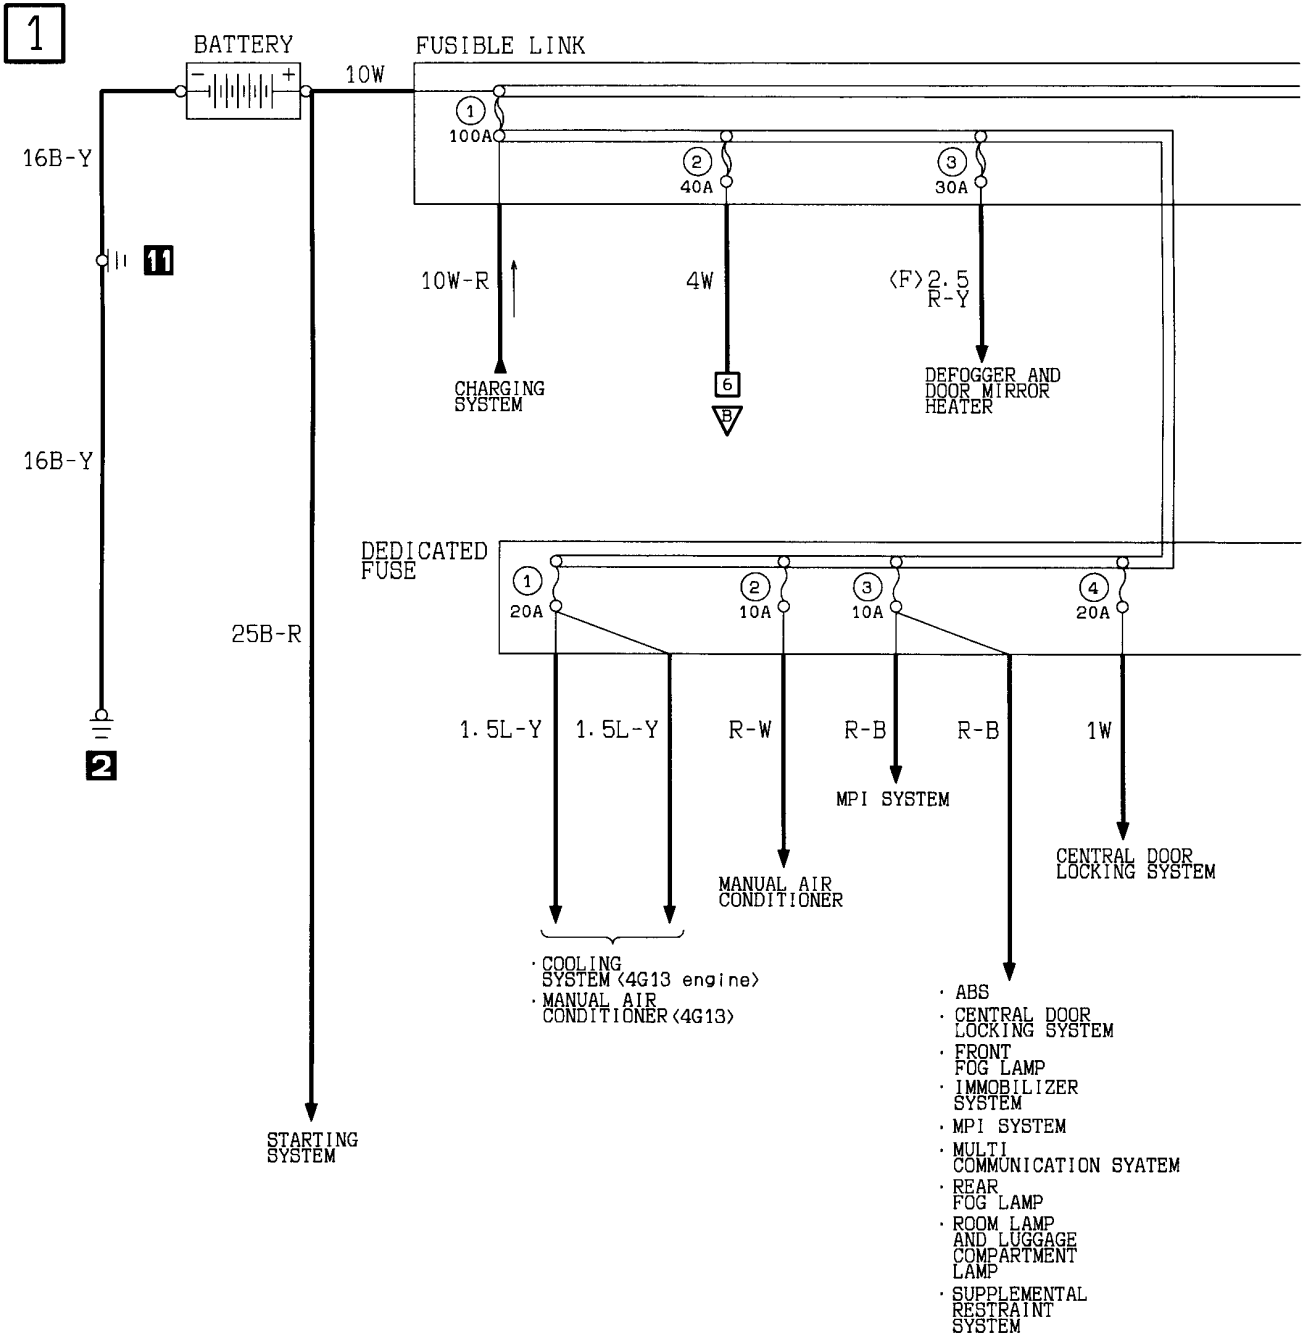 1
BATTERY
FUSIBLE LINK
- +
10W
1
100A
2
40A
3
30A
16B-Y
11
10W-R
4W
<F>2.5
R-Y
CHARGING
SYSTEM
6
B
DEFOGGER AND
DOOR MIRROR
HEATER
16B-Y
DEDICATED
FUSE
1
20A
2
10A
3
10A
4
20A
25B-R
2
1.5L-Y
1.5L-Y
R-W
R-B
R-B
1W
MPI SYSTEM
CENTRAL DOOR
LOCKING SYSTEM
MANUAL AIR
CONDITIONER
· COOLING
SYSTEM<4G13 engine>
· MANUAL AIR
CONDITIONER<4G13>
STARTING
SYSTEM
· ABS
· CENTRAL DOOR
LOCKING SYSTEM
· FRONT
FOG LAMP
· IMMOBILIZER
SYSTEM
· MPI SYSTEM
· MULTI
COMMUNICATION SYATEM
· REAR
FOG LAMP
· ROOM LAMP
AND LUGGAGE
COMPARTMENT
LAMP
· SUPPLEMENTAL
RESTRAINT
SYSTEM